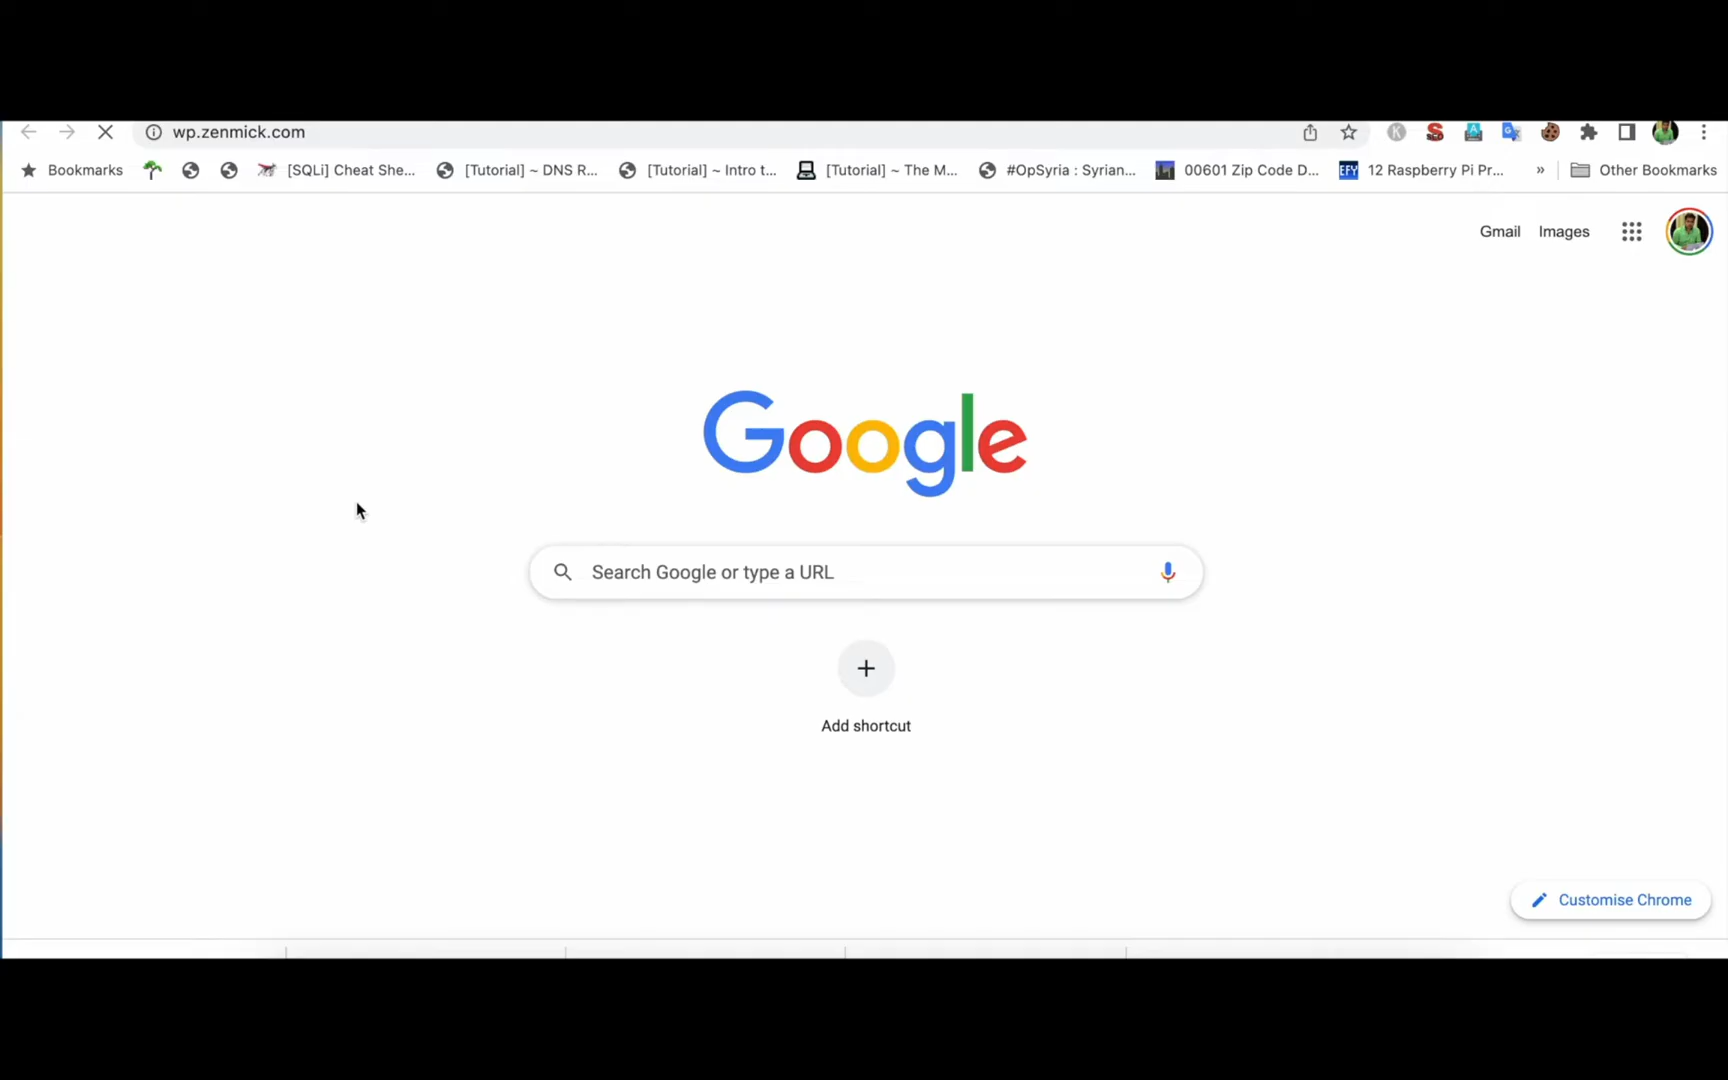 wp.zenmick.com
Bookmarks [SQLi] Cheat She... [Tutorial] ~ DNS R... [Tutorial] ~ Intro t... [Tutorial] ~ The M... #OpSyria : Syrian... 00601 Zip Code D... EFY 12 Raspberry Pi Pr... » Other Bookmarks
Gmail Images
Google
Search Google or type a URL
Add shortcut
Customise Chrome